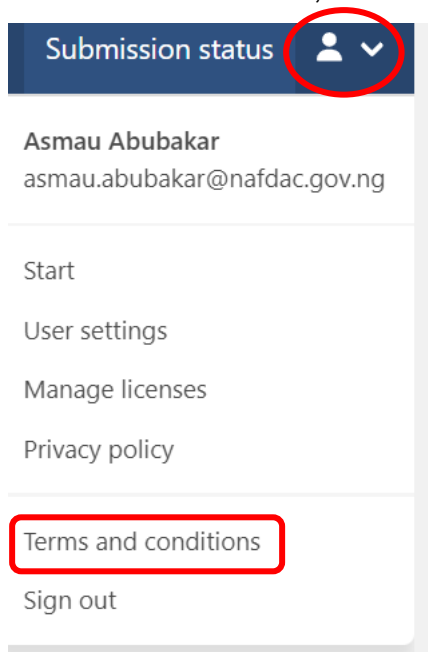 Submission status
Asmau Abubakar
asmau.abubakar@nafdac.gov.ng
Start
User settings
Manage licenses
Privacy policy
Terms and conditions
Sign out